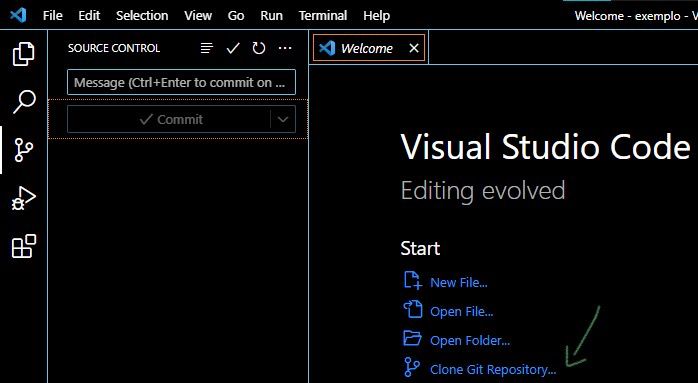 File Edit Selection View Go Run Terminal Help
Welcome - exemplo - V
SOURCE CONTROL
Welcome
Message (Ctrl+Enter to commit on ...
Commit
Visual Studio Code
Editing evolved
Start
New File...
Open File...
Open Folder...
Clone Git Repository...